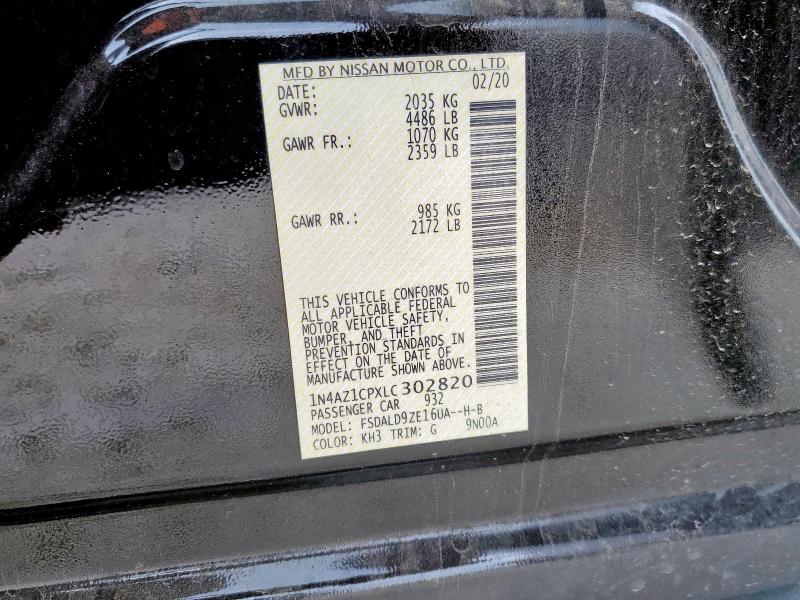 MFD BY NISSAN MOTOR CO., LTD.
DATE: 02/20
GVWR: 2035 KG
4486 LB
GAWR FR.: 1070 KG
2359 LB
GAWR RR.: 985 KG
2172 LB
THIS VEHICLE CONFORMS TO
ALL APPLICABLE FEDERAL
MOTOR VEHICLE SAFETY,
BUMPER, AND THEFT
PREVENTION STANDARDS IN
EFFECT ON THE DATE OF
MANUFACTURE SHOWN ABOVE.
1N4AZ1CPXLC302820
PASSENGER CAR 932
MODEL: FSDALD9ZE16UA--H-B
COLOR: KH3 TRIM: G 9N00A